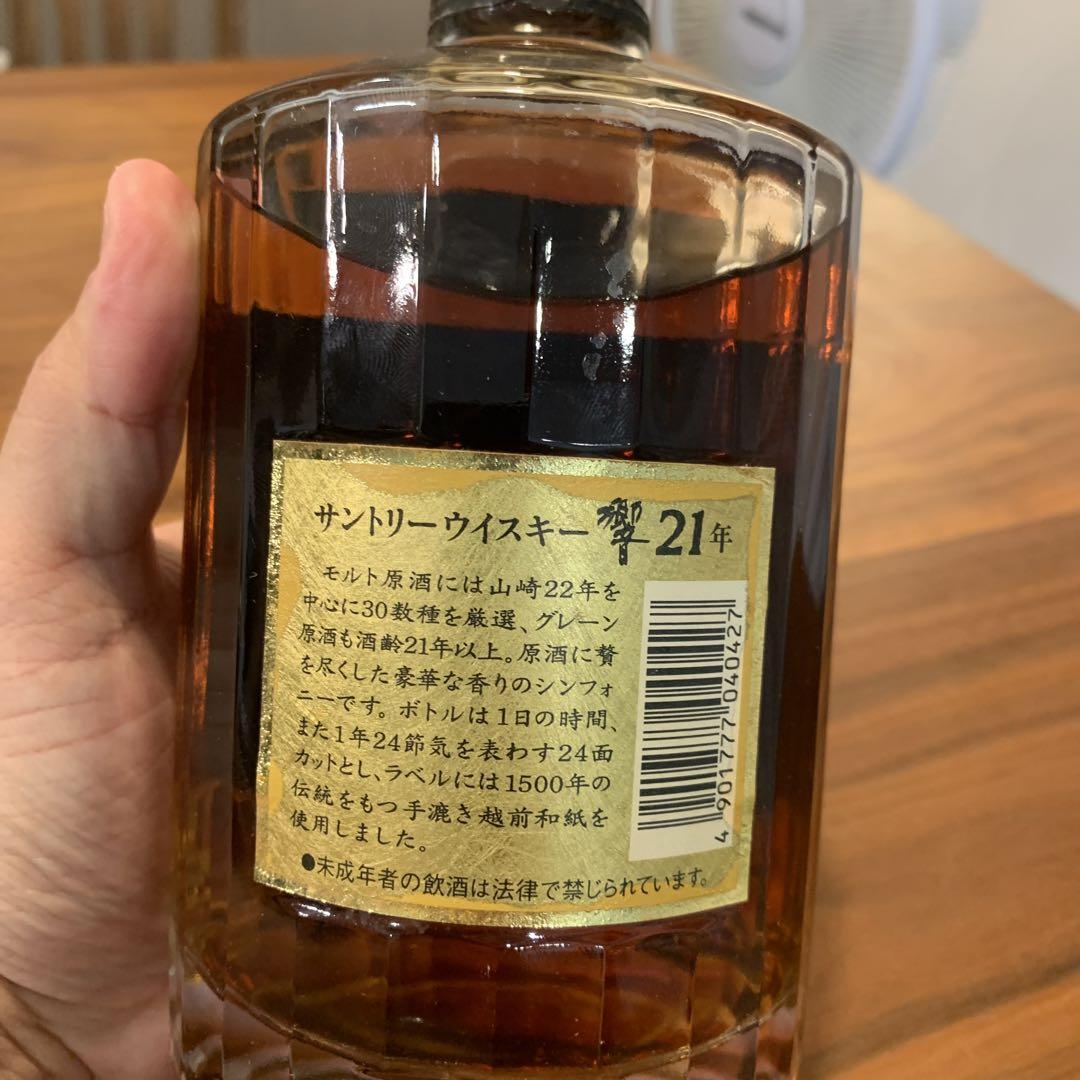 サントリーウイスキー 響 21年
モルト原酒には山崎22年を
中心に30数種を厳選、グレーン
原酒も酒齢21年以上。原酒に贅
を尽くした豪華な香りのシンフォ
ニーです。ボトルは1日の時間、
また1年24節気を表わす24面
カットとし、ラベルには1500年の
伝統をもつ手漉き越前和紙を
使用しました。
●未成年者の飲酒は法律で禁じられています。
4 901777 040427